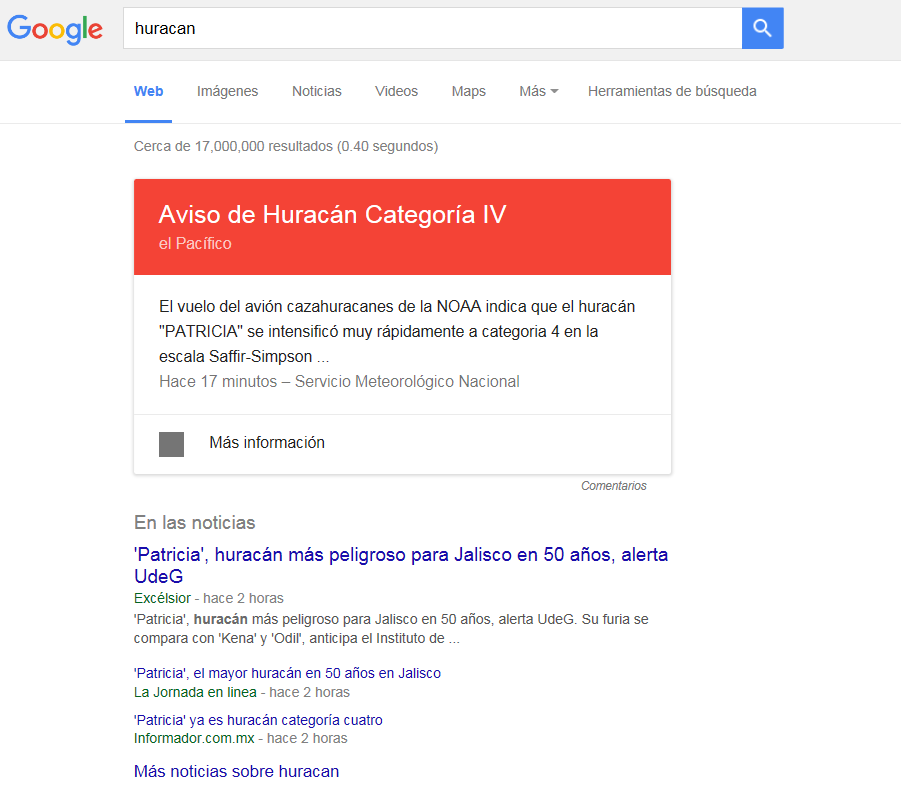 Google
huracan
Web Imágenes Noticias Videos Maps Más Herramientas de búsqueda
Cerca de 17,000,000 resultados (0.40 segundos)
Aviso de Huracán Categoría IV
el Pacífico
El vuelo del avión cazahuracanes de la NOAA indica que el huracán
"PATRICIA" se intensificó muy rápidamente a categoria 4 en la
escala Saffir-Simpson ...
Hace 17 minutos – Servicio Meteorológico Nacional
Más información
Comentarios
En las noticias
'Patricia', huracán más peligroso para Jalisco en 50 años, alerta
UdeG
Excélsior - hace 2 horas
'Patricia', huracán más peligroso para Jalisco en 50 años, alerta UdeG. Su furia se
compara con 'Kena' y 'Odil', anticipa el Instituto de ...
'Patricia', el mayor huracán en 50 años en Jalisco
La Jornada en linea - hace 2 horas
'Patricia' ya es huracán categoría cuatro
Informador.com.mx - hace 2 horas
Más noticias sobre huracan